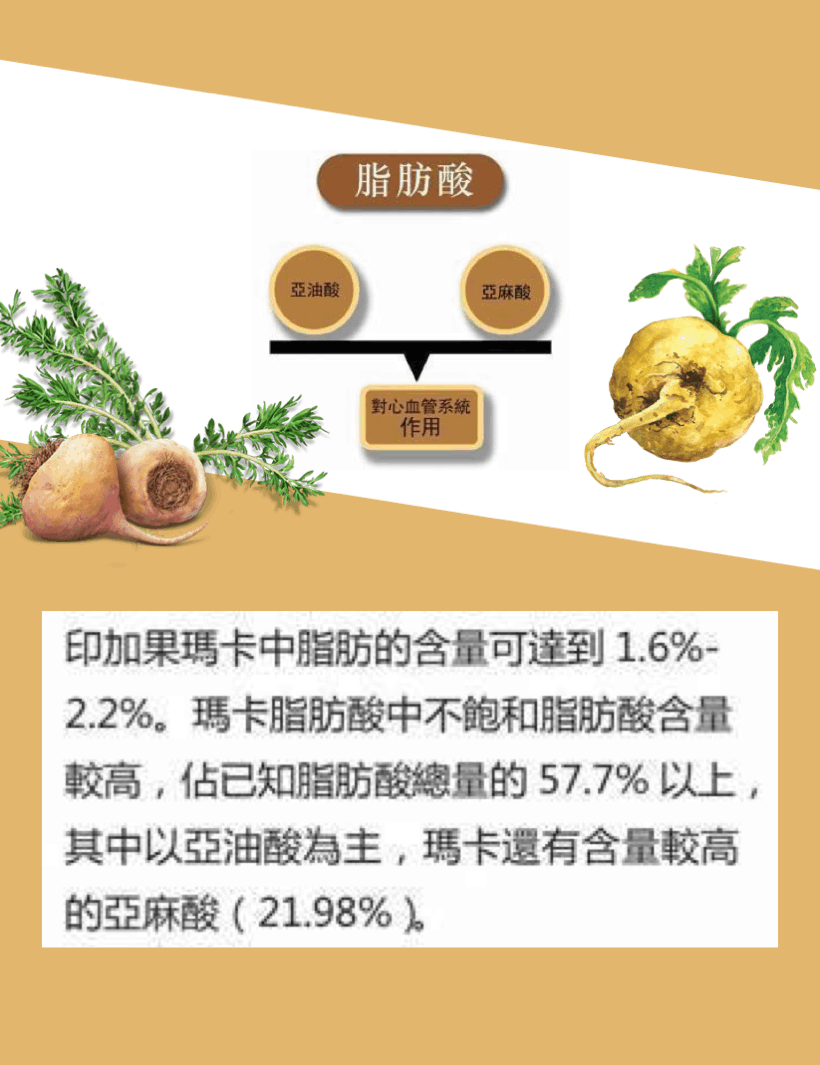 脂肪酸
亞油酸
亞麻酸
對心血管系統
作用
印加果瑪卡中脂肪的含量可達到 1.6%-
2.2%。瑪卡脂肪酸中不飽和脂肪酸含量
較高，佔已知脂肪酸總量的 57.7% 以上，
其中以亞油酸為主，瑪卡還有含量較高
的亞麻酸（21.98%）。